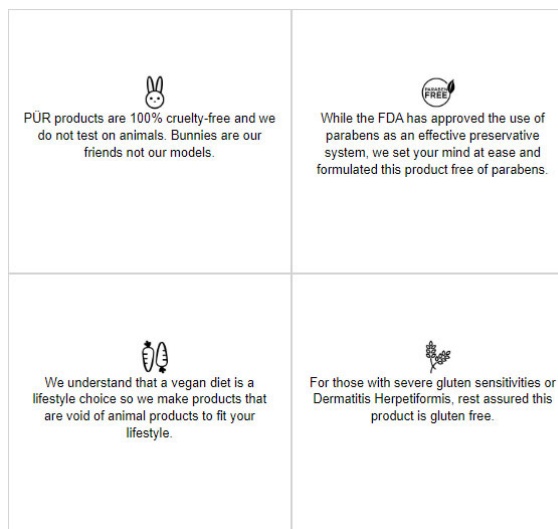 PÜR products are 100% cruelty-free and we
do not test on animals. Bunnies are our
friends not our models.
PARABEN
FREE
While the FDA has approved the use of
parabens as an effective preservative
system, we set your mind at ease and
formulated this product free of parabens.
We understand that a vegan diet is a
lifestyle choice so we make products that
are void of animal products to fit your
lifestyle.
For those with severe gluten sensitivities or
Dermatitis Herpetiformis, rest assured this
product is gluten free.